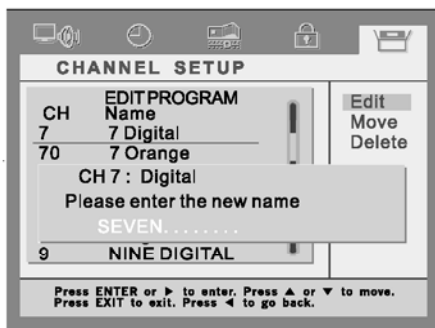 CHANNEL SETUP
EDIT PROGRAM
CH Name
7 7 Digital
70 7 Orange
CH 7 : Digital
Please enter the new name
SEVEN........
9 NINE DIGITAL
Edit
Move
Delete
Press ENTER or ▶ to enter. Press ▲ or ▼ to move.
Press EXIT to exit. Press ◀ to go back.